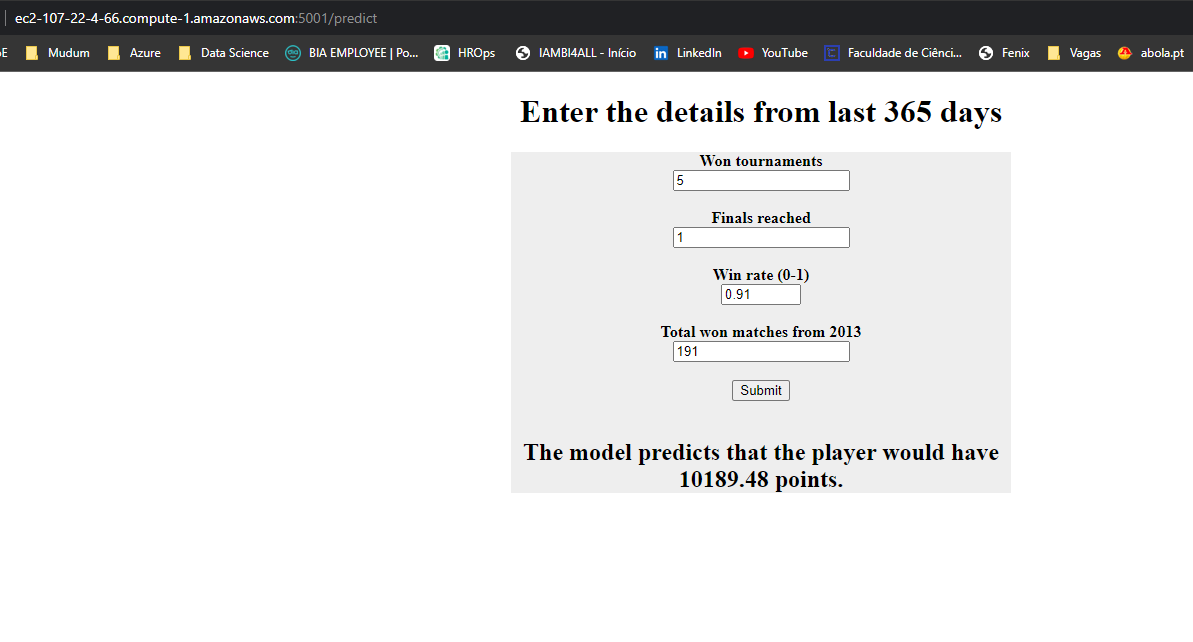 ec2-107-22-4-66.compute-1.amazonaws.com:5001/predict
Mudum Azure Data Science BIA EMPLOYEE | Po... HROps IAMBI4ALL - Início LinkedIn YouTube Faculdade de Ciênci... Fenix Vagas abola.pt
Enter the details from last 365 days
Won tournaments
5
Finals reached
1
Win rate (0-1)
0.91
Total won matches from 2013
191
Submit
The model predicts that the player would have
10189.48 points.